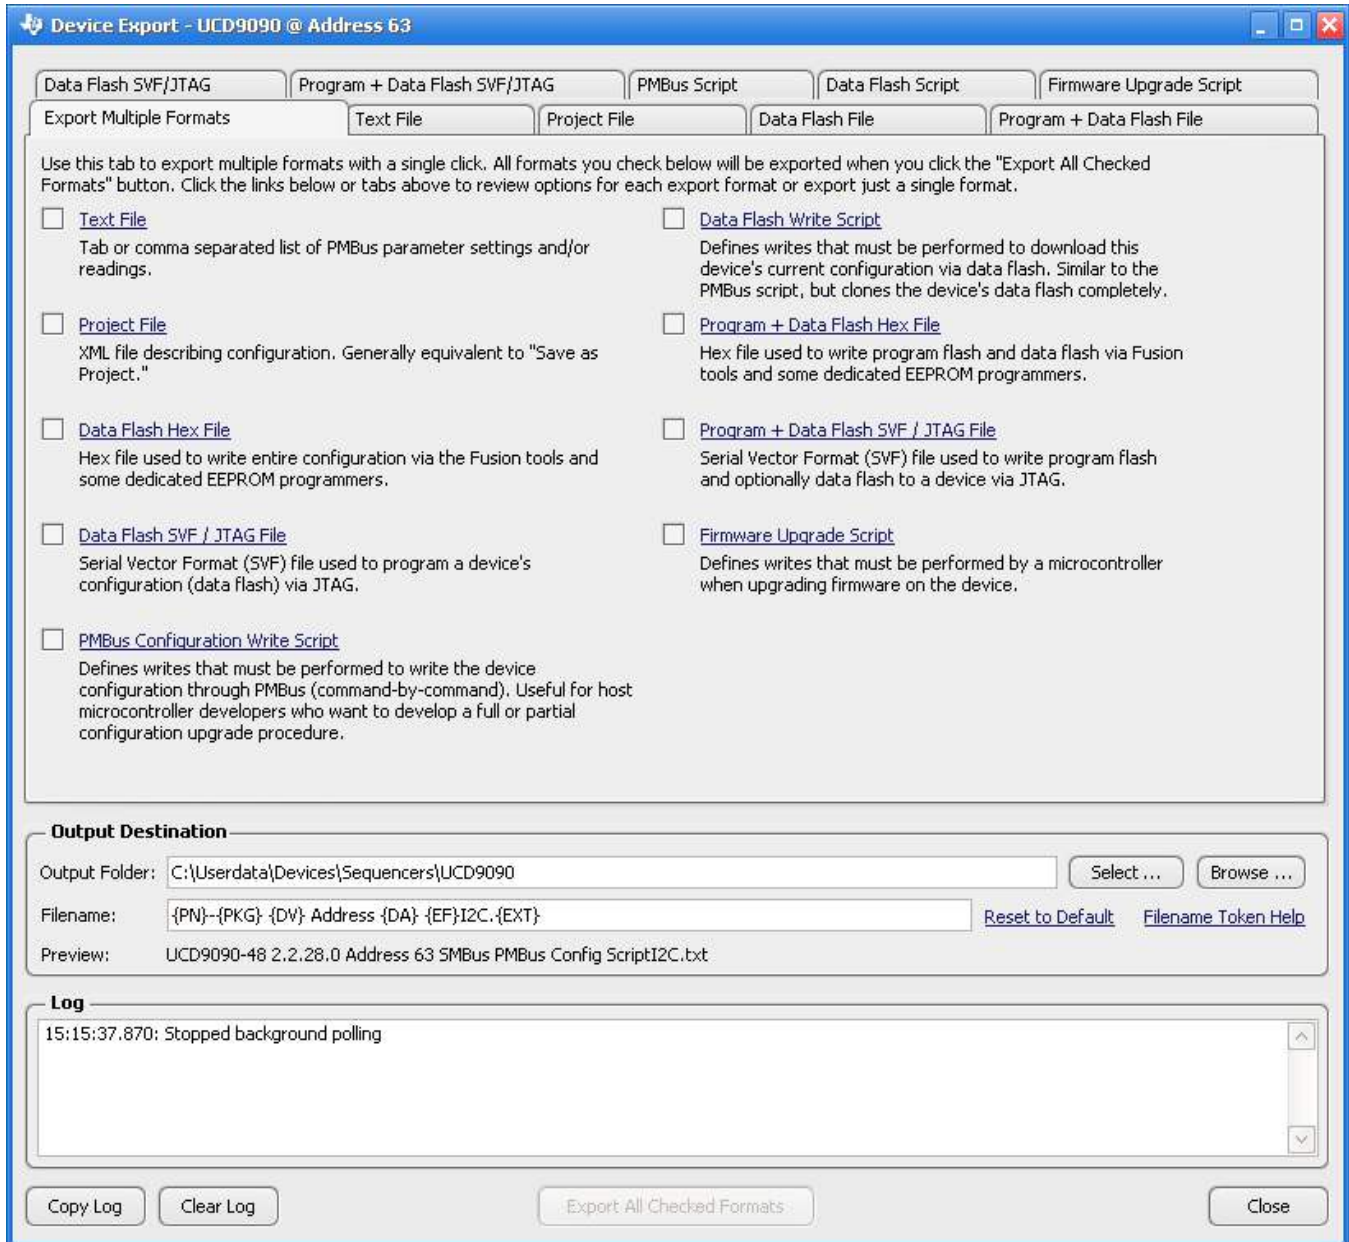 Device Export - UCD9090 @ Address 63
Data Flash SVF/JTAG
Program + Data Flash SVF/JTAG
PMBus Script
Data Flash Script
Firmware Upgrade Script
Export Multiple Formats
Text File
Project File
Data Flash File
Program + Data Flash File
Use this tab to export multiple formats with a single click. All formats you check below will be exported when you click the "Export All Checked
Formats" button. Click the links below or tabs above to review options for each export format or export just a single format.
Text File
Tab or comma separated list of PMBus parameter settings and/or
readings.
Project File
XML file describing configuration. Generally equivalent to "Save as
Project."
Data Flash Hex File
Hex file used to write entire configuration via the Fusion tools and
some dedicated EEPROM programmers.
Data Flash SVF / JTAG File
Serial Vector Format (SVF) file used to program a device's
configuration (data flash) via JTAG.
PMBus Configuration Write Script
Defines writes that must be performed to write the device
configuration through PMBus (command-by-command). Useful for host
microcontroller developers who want to develop a full or partial
configuration upgrade procedure.
Data Flash Write Script
Defines writes that must be performed to download this
device's current configuration via data flash. Similar to the
PMBus script, but clones the device's data flash completely.
Program + Data Flash Hex File
Hex file used to write program flash and data flash via Fusion
tools and some dedicated EEPROM programmers.
Program + Data Flash SVF / JTAG File
Serial Vector Format (SVF) file used to write program flash
and optionally data flash to a device via JTAG.
Firmware Upgrade Script
Defines writes that must be performed by a microcontroller
when upgrading firmware on the device.
Output Destination
Output Folder: C:\Userdata\Devices\Sequencers\UCD9090 Select ... Browse ...
Filename: {PN}-{PKG} {DV} Address {DA} {EF}I2C.{EXT} Reset to Default Filename Token Help
Preview: UCD9090-48 2.2.28.0 Address 63 SMBus PMBus Config ScriptI2C.txt
Log
15:15:37.870: Stopped background polling
Copy Log Clear Log Export All Checked Formats Close